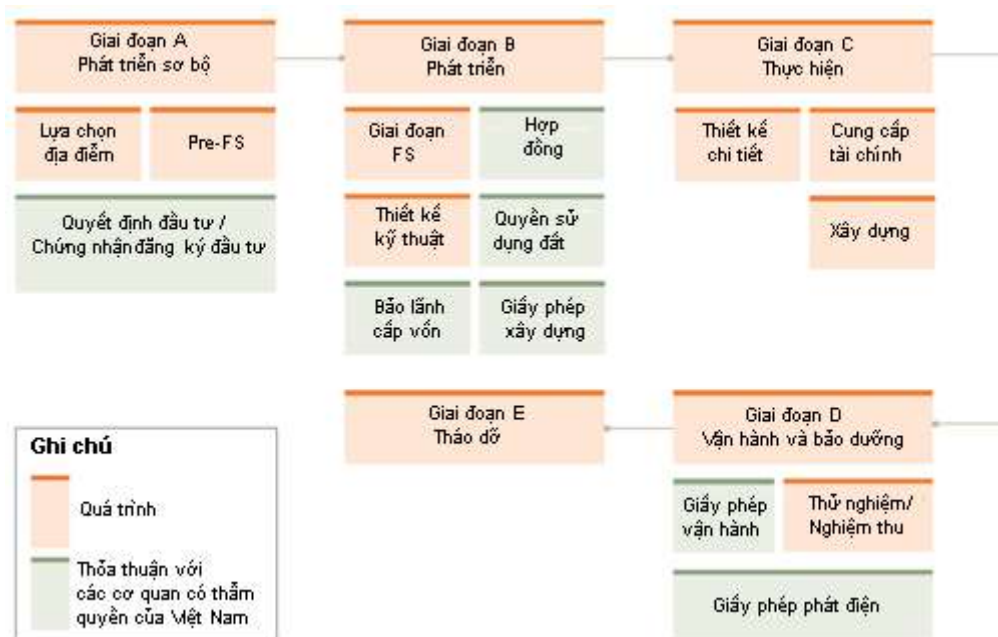 Giai đoạn A
Phát triển sơ bộ
Giai đoạn B
Phát triển
Giai đoạn C
Thực hiện
Lựa chọn
địa điểm
Pre-FS
Quyết định đầu tư /
Chứng nhận đăng ký đầu tư
Giai đoạn
FS
Hợp
đồng
Thiết kế
kỹ thuật
Quyền sử
dụng đất
Bảo lãnh
cấp vốn
Giấy phép
xây dựng
Thiết kế
chi tiết
Cung cấp
tài chính
Xây dựng
Giai đoạn E
Tháo dỡ
Giai đoạn D
Vận hành và bảo dưỡng
Giấy phép
vận hành
Thử nghiệm/
Nghiệm thu
Giấy phép phát điện
Ghi chú
Quá trình
Thỏa thuận với
các cơ quan có thẩm
quyền của Việt Nam